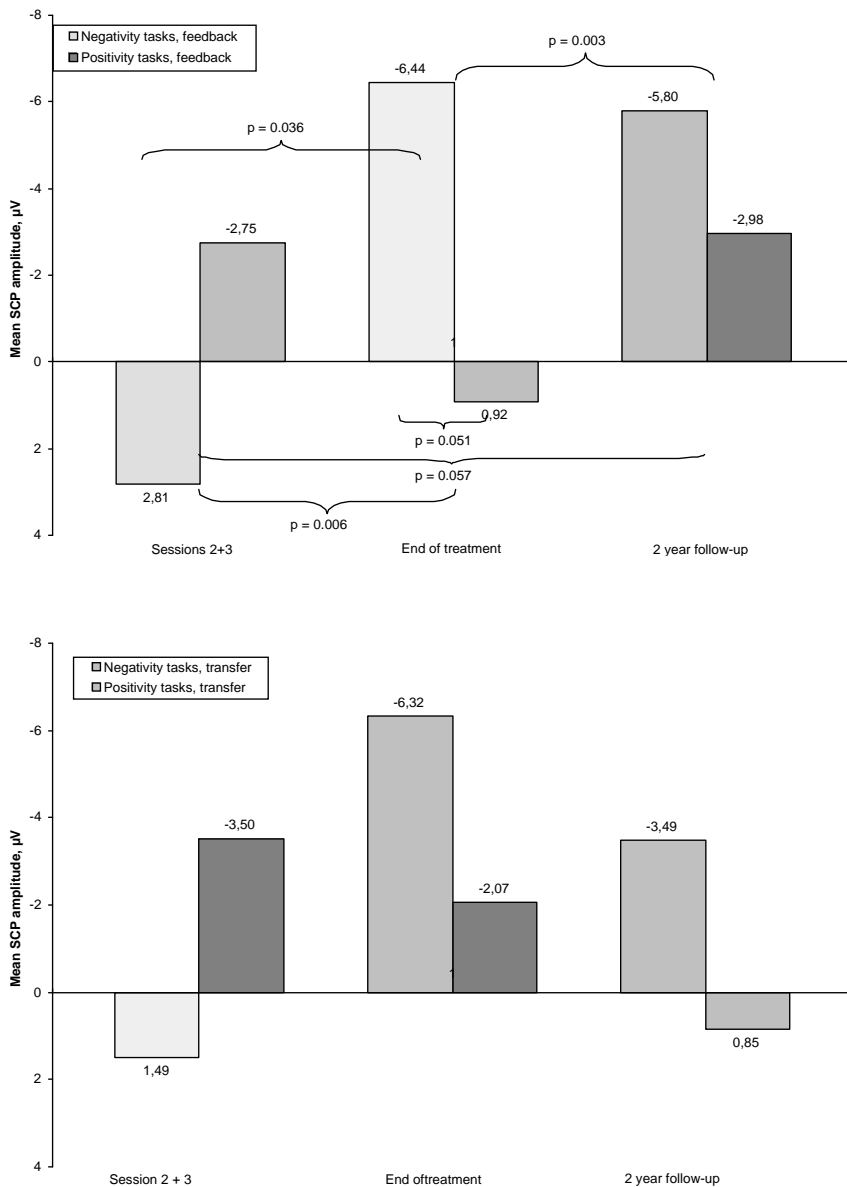 -8
Negativity tasks, feedback
Positivity tasks, feedback
p = 0.003
-6,44
-6
-5,80
p = 0.036
-4
-2,75
-2,98
-2
Mean SCP amplitude, µV
0
0,92
p = 0.051
2
p = 0.057
2,81
p = 0.006
4
Sessions 2+3
End of treatment
2 year follow-up
-8
Negativity tasks, transfer
Positivity tasks, transfer
-6,32
-6
-4
-3,50
-3,49
-2,07
-2
Mean SCP amplitude, µV
0
0,85
1,49
2
4
Session 2 + 3
End oftreatment
2 year follow-up